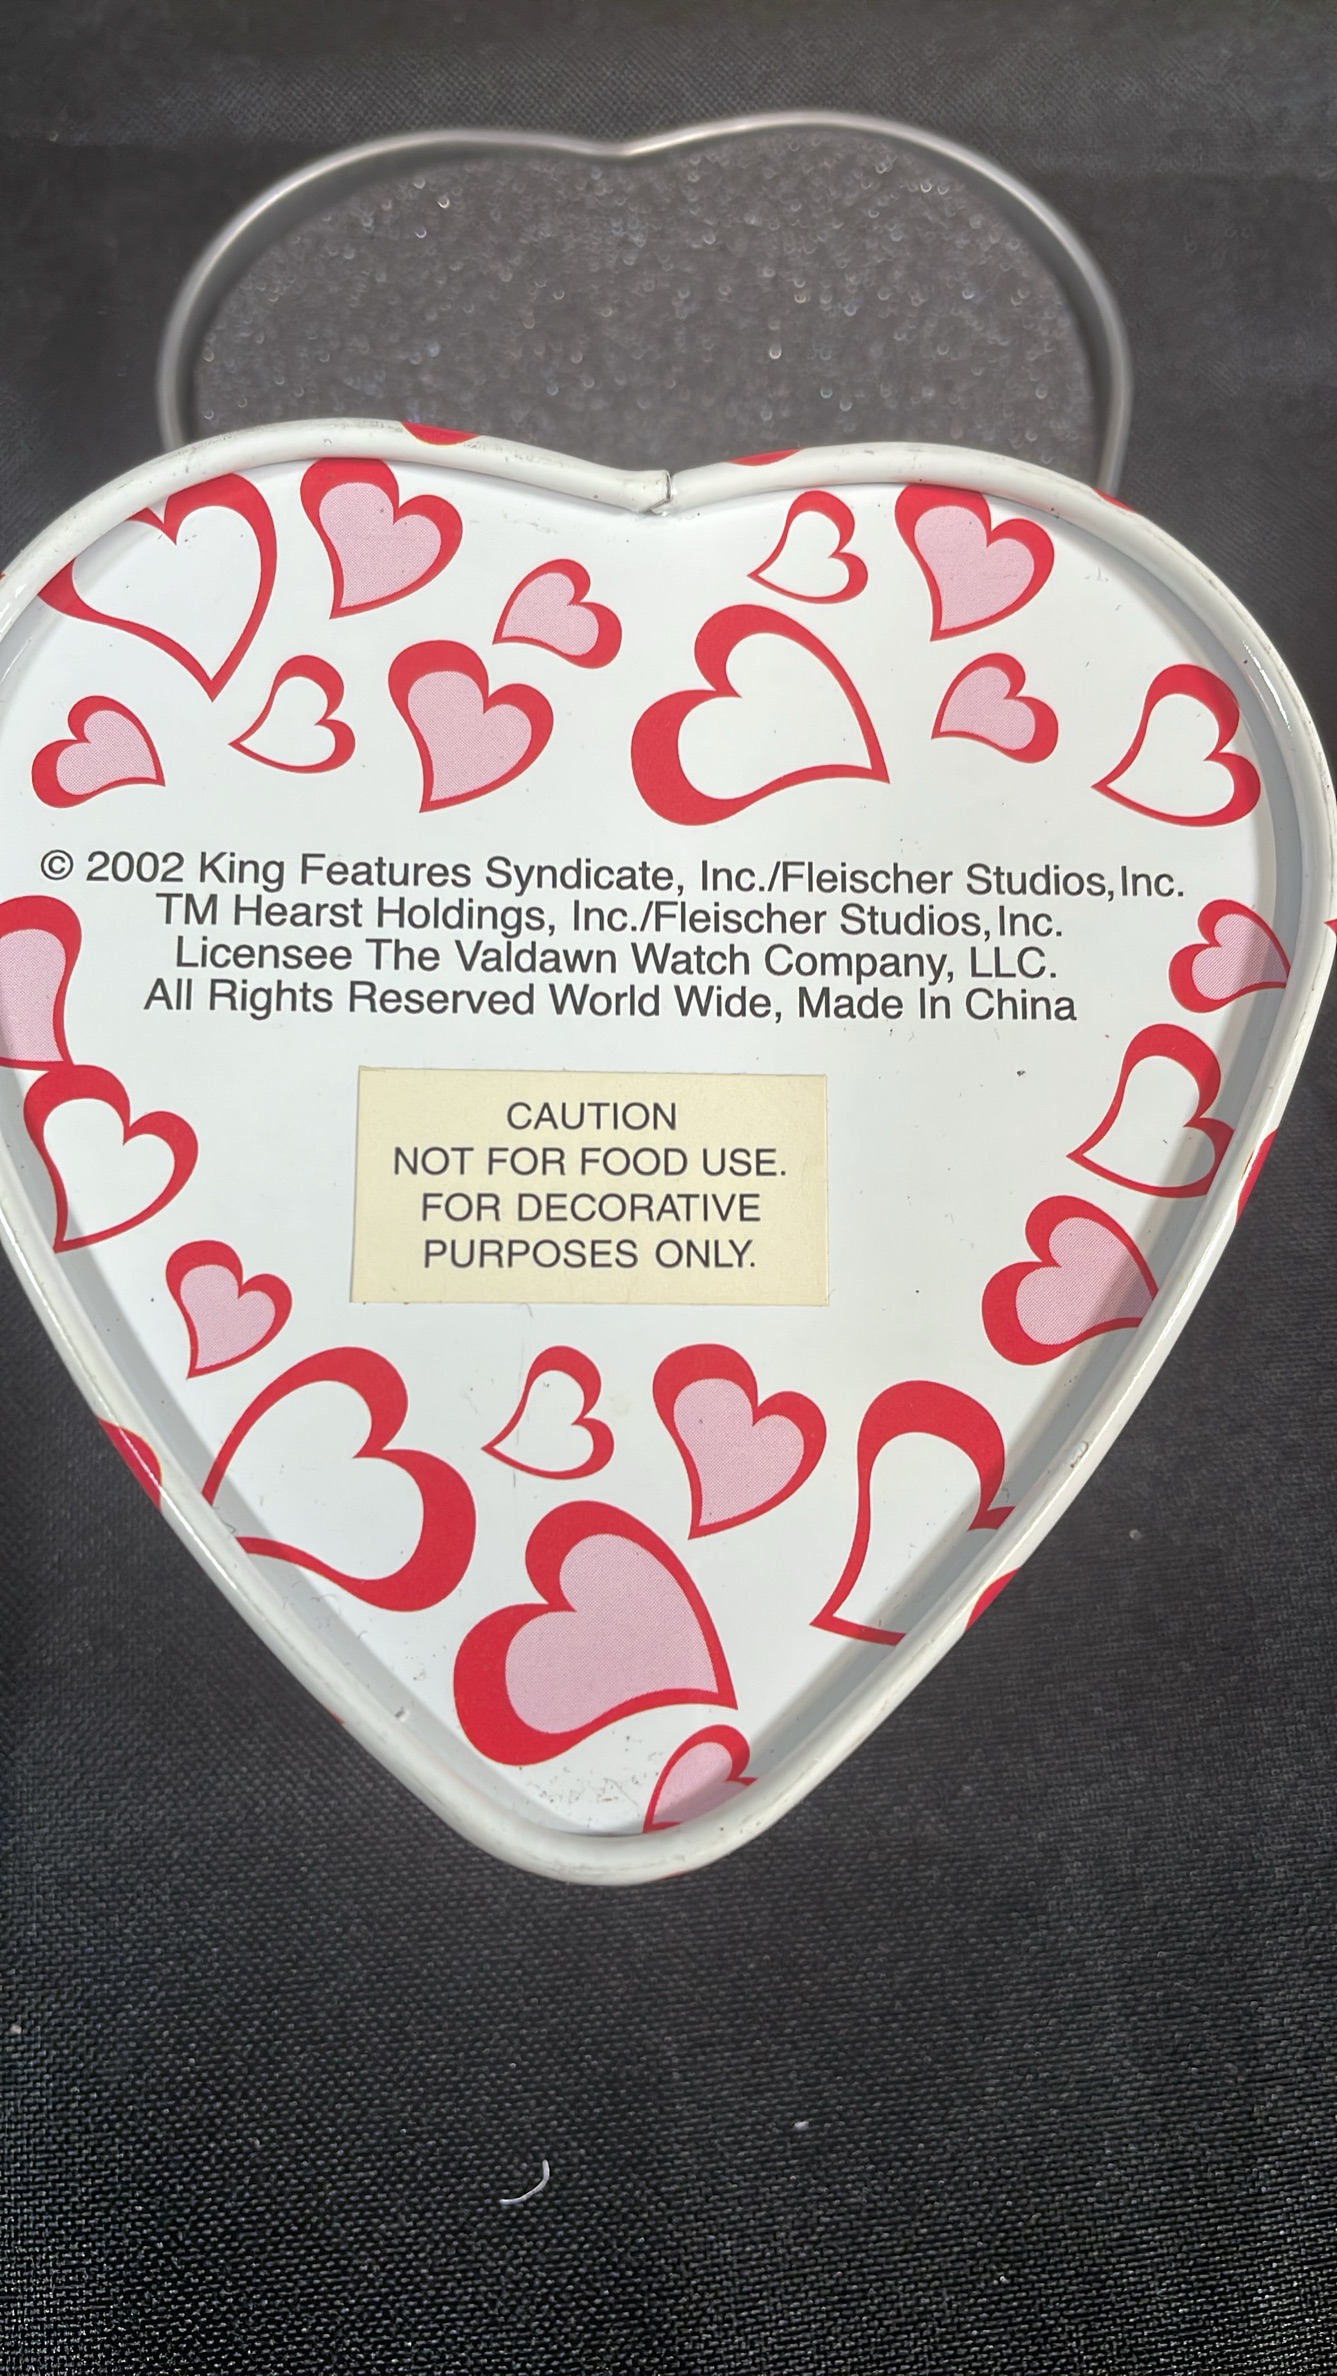 © 2002 King Features Syndicate, Inc./Fleischer Studios, Inc.
TM Hearst Holdings, Inc./Fleischer Studios, Inc.
Licensee The Valdawn Watch Company, LLC.
All Rights Reserved World Wide, Made In China
CAUTION
NOT FOR FOOD USE.
FOR DECORATIVE
PURPOSES ONLY.